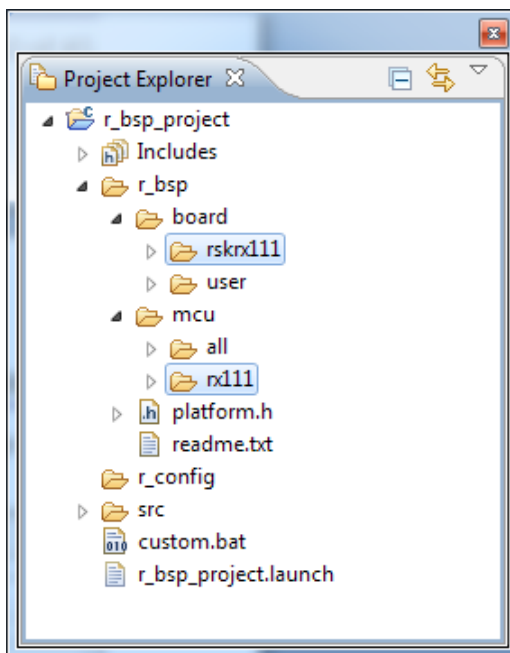 Project Explorer
r_bsp_project
Includes
r_bsp
board
rskrx111
user
mcu
all
rx111
platform.h
readme.txt
r_config
src
custom.bat
r_bsp_project.launch